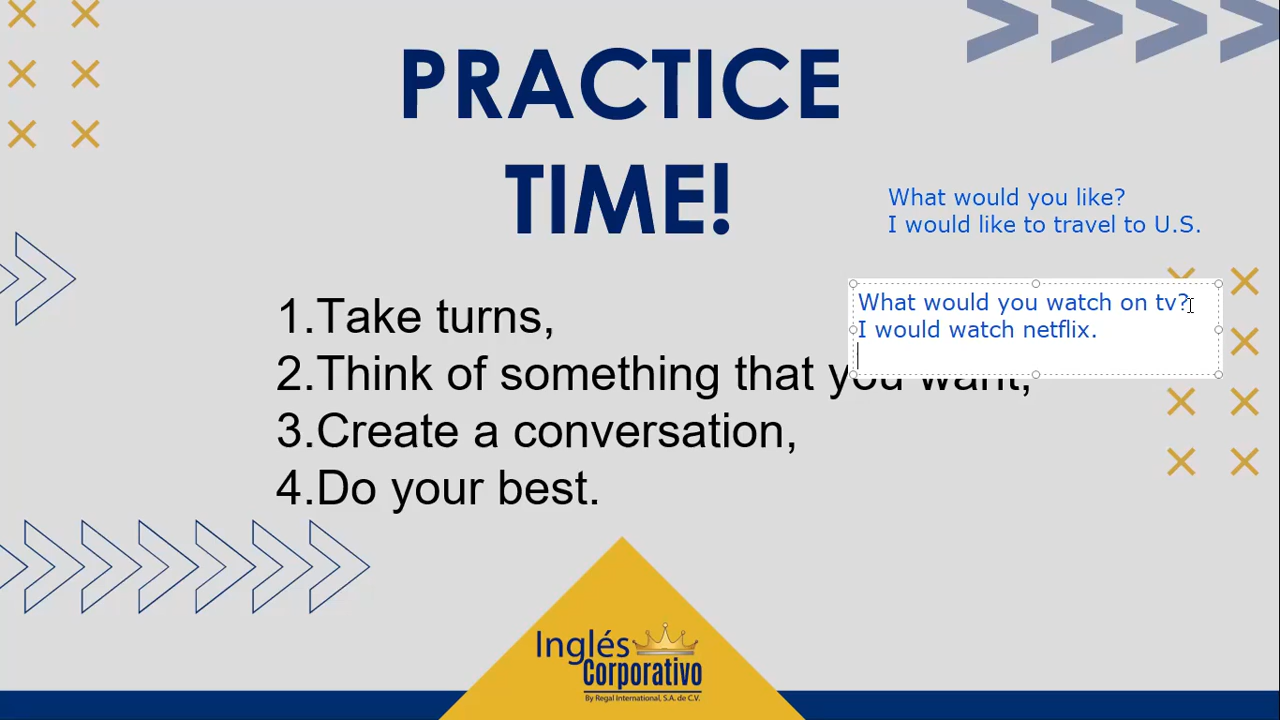 PRACTICE
TIME!
What would you like?
I would like to travel to U.S.
What would you watch on tv?
I would watch netflix.
1.Take turns,
2.Think of something that you want,
3.Create a conversation,
4.Do your best.
Inglés
Corporativo
By Regal International, S.A. de C.V.